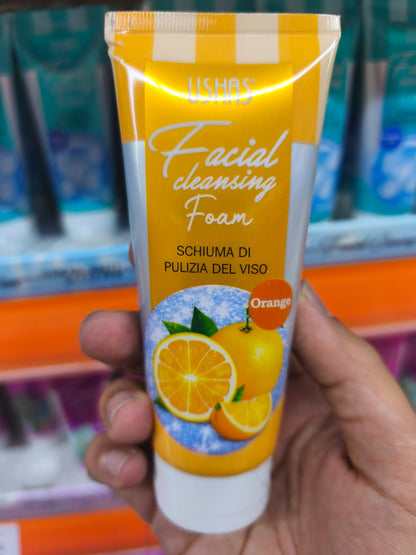 USHAS
Facial
cleansing
Foam
SCHIUMA DI
PULIZIA DEL VISO
Orange